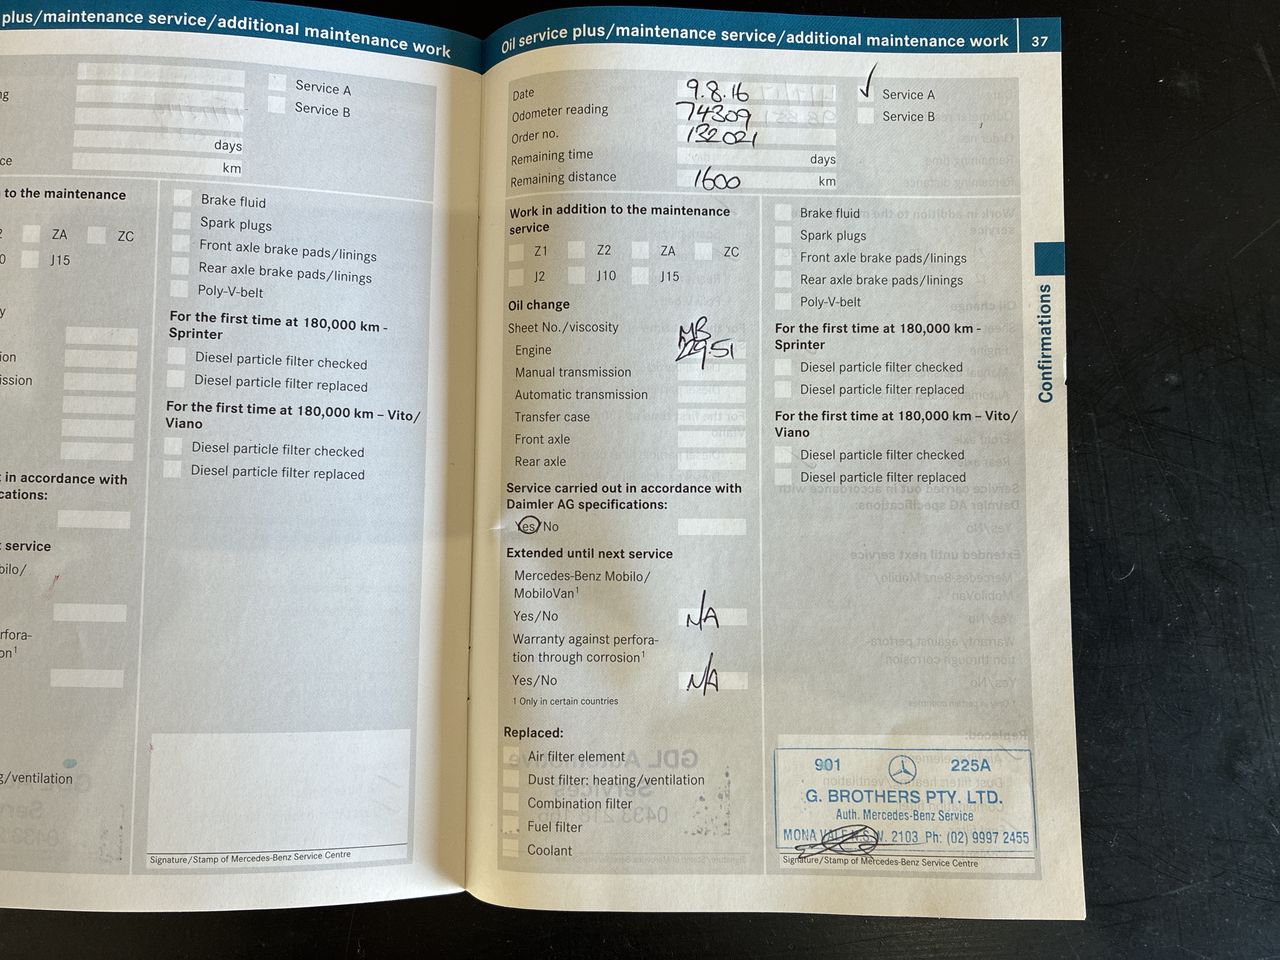 plus/maintenance service/additional maintenance work
Service A
Service B
days
km
to the maintenance
ZA
ZC
J15
Brake fluid
Spark plugs
Front axle brake pads/linings
Rear axle brake pads/linings
Poly-V-belt
For the first time at 180,000 km -
Sprinter
Diesel particle filter checked
Diesel particle filter replaced
For the first time at 180,000 km – Vito/
Viano
Diesel particle filter checked
Diesel particle filter replaced
in accordance with
service
Signature/Stamp of Mercedes-Benz Service Centre
Oil service plus/maintenance service/additional maintenance work 37
Date 9.8.16
Odometer reading 74309
Order no. 132021
Remaining time days
Remaining distance 1600 km
Service A
Service B
Work in addition to the maintenance
service
Z1 Z2 ZA ZC
J2 J10 J15
Oil change
Sheet No./viscosity MB
Engine 229.51
Manual transmission
Automatic transmission
Transfer case
Front axle
Rear axle
Service carried out in accordance with
Daimler AG specifications:
Yes/No
Extended until next service
Mercedes-Benz Mobilo/
MobiloVan¹
Yes/No NA
Warranty against perfora-
tion through corrosion¹
Yes/No NA
1 Only in certain countries
Replaced:
Air filter element
Dust filter: heating/ventilation
Combination filter
Fuel filter
Coolant
Brake fluid
Spark plugs
Front axle brake pads/linings
Rear axle brake pads/linings
Poly-V-belt
For the first time at 180,000 km -
Sprinter
Diesel particle filter checked
Diesel particle filter replaced
For the first time at 180,000 km – Vito/
Viano
Diesel particle filter checked
Diesel particle filter replaced
901 225A
G. BROTHERS PTY. LTD.
Auth. Mercedes-Benz Service
MONA VALE N.S.W. 2103 Ph: (02) 9997 2455
Signature/Stamp of Mercedes-Benz Service Centre
Confirmations